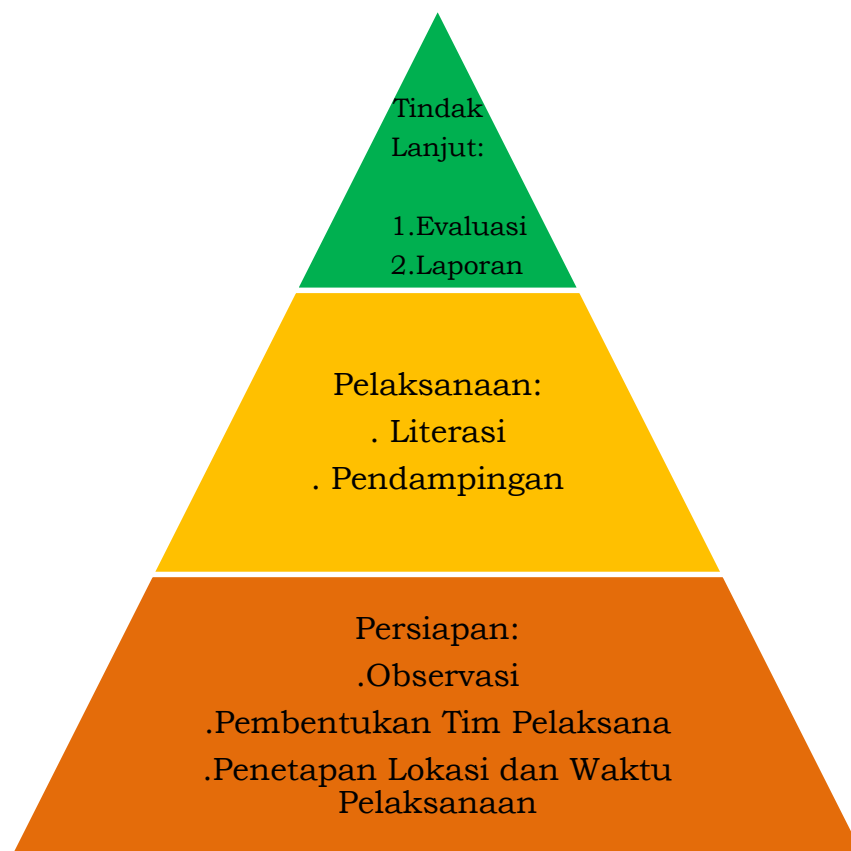 Tindak
Lanjut:
1.Evaluasi
2.Laporan
Pelaksanaan:
. Literasi
. Pendampingan
Persiapan:
.Observasi
.Pembentukan Tim Pelaksana
.Penetapan Lokasi dan Waktu
Pelaksanaan